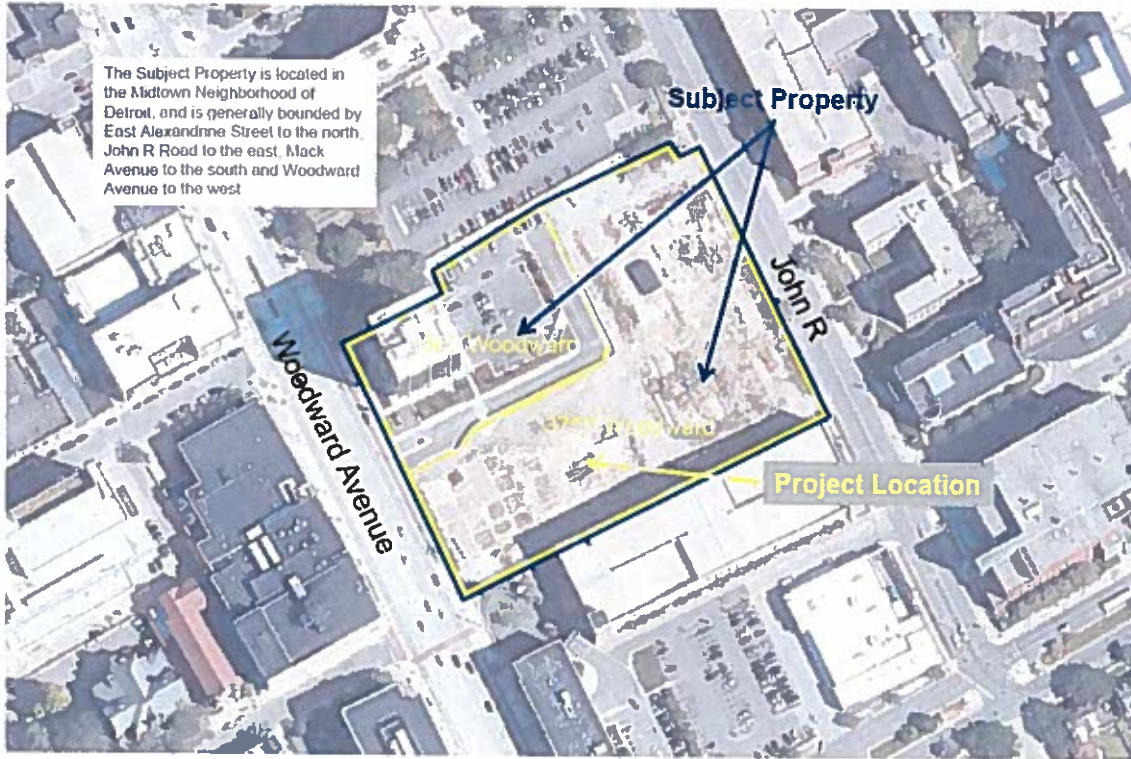 The Subject Property is located in
the Midtown Neighborhood of
Detroit, and is generally bounded by
East Alexandrine Street to the north,
John R Road to the east, Mack
Avenue to the south and Woodward
Avenue to the west
Subject Property
John R
Woodward
Woodward Avenue
Project Location